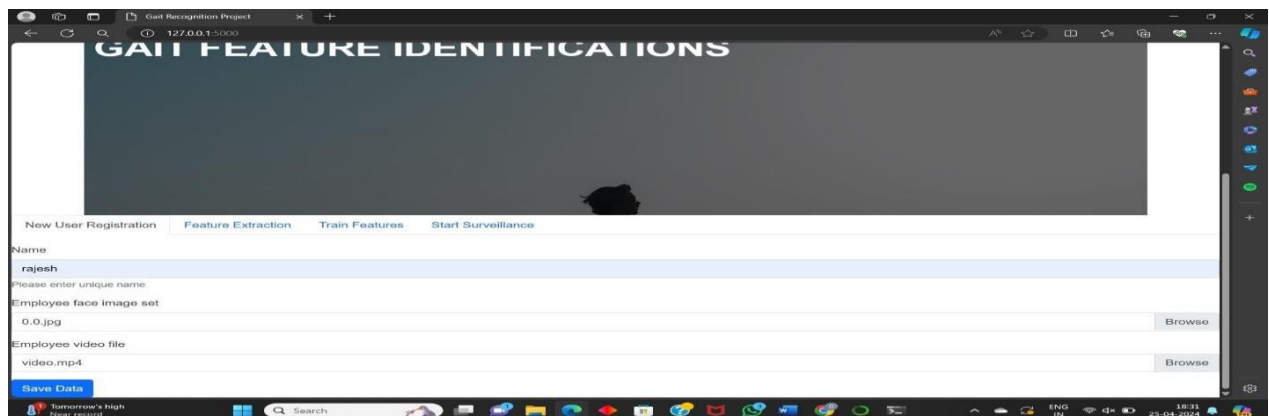 Gait Recognition Project
127.0.0.1:5000
GAIT FEATURE IDENTIFICATIONS
New User Registration Feature Extraction Train Features Start Surveillance
Name
rajesh
Please enter unique name
Employee face image set
0.0.jpg Browse
Employee video file
video.mp4 Browse
Save Data
Tomorrow's high
Near record
Search
ENG
IN
18:31
25-04-2024